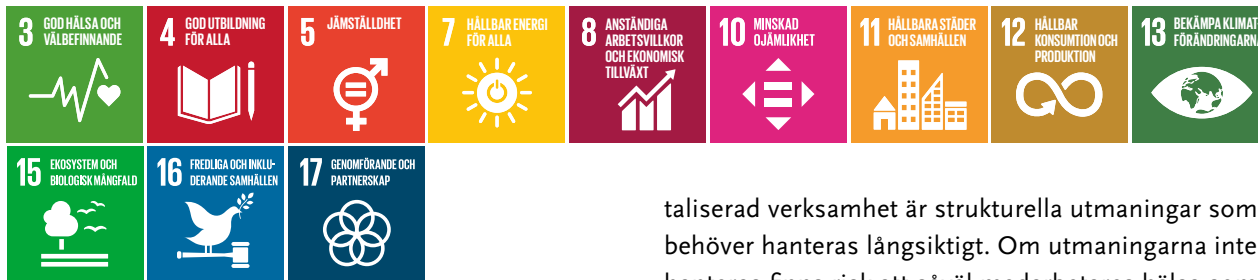 3 GOD HÄLSA OCH
VÄLBEFINNANDE
4 GOD UTBILDNING
FÖR ALLA
5 JÄMSTÄLLDHET
7 HÅLLBAR ENERGI
FÖR ALLA
8 ANSTÄNDIGA
ARBETSVILLKOR
OCH EKONOMISK
TILLVÄXT
10 MINSKAD
OJÄMLIKHET
11 HÅLLBARA STÄDER
OCH SAMHÄLLEN
12 HÅLLBAR
KONSUMTION OCH
PRODUKTION
13 BEKÄMPA KLIMAT-
FÖRÄNDRINGARNA
15 EKOSYSTEM OCH
BIOLOGISK MÅNGFALD
16 FREDLIGA OCH INKLU-
DERANDE SAMHÄLLEN
17 GENOMFÖRANDE OCH
PARTNERSKAP
taliserad verksamhet är strukturella utmaningar som
behöver hanteras långsiktigt. Om utmaningarna inte